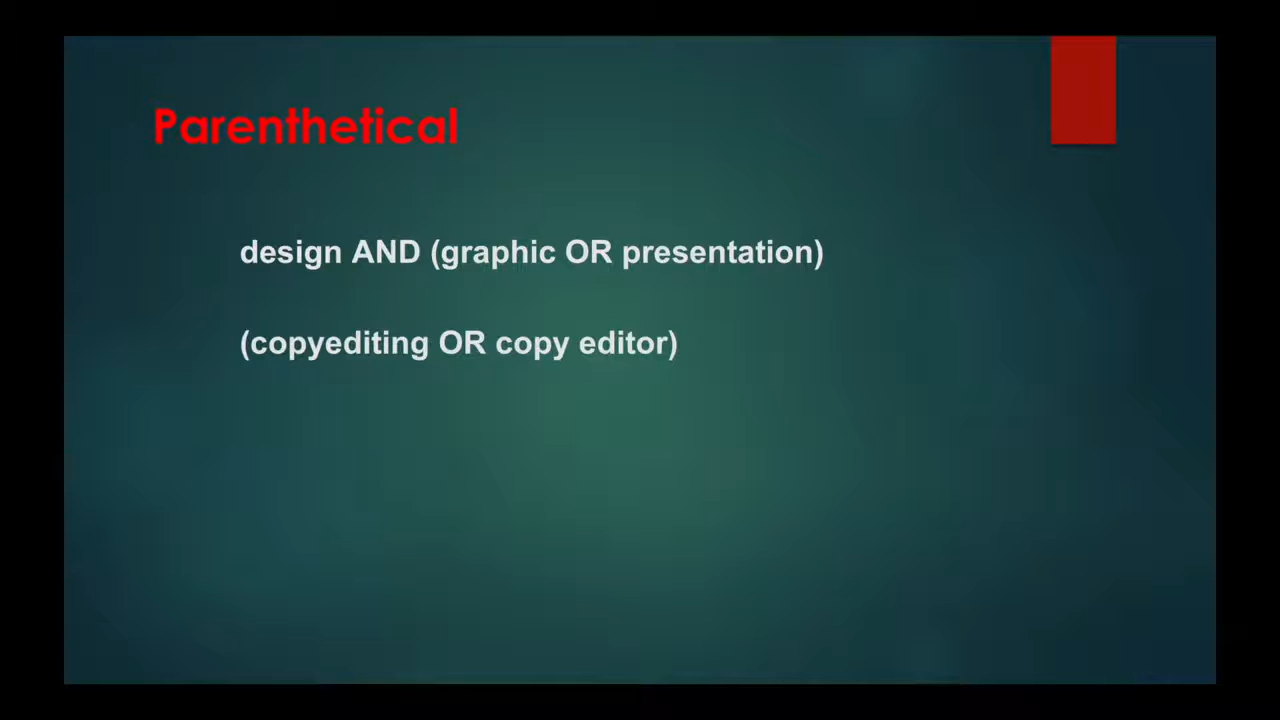 Parenthetical
design AND (graphic OR presentation)
(copyediting OR copy editor)